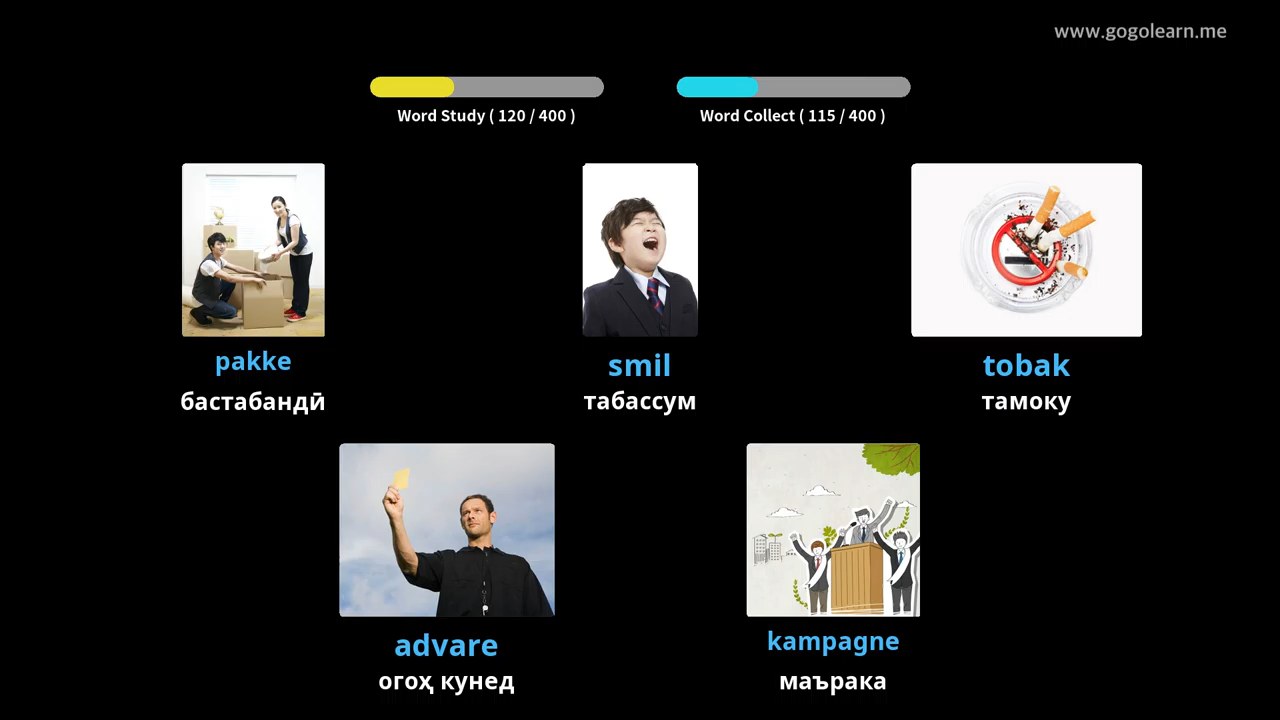 www.gogolearn.me
Word Study ( 120 / 400 )
Word Collect ( 115 / 400 )
pakke
бастабандӣ
smil
табассум
tobak
тамоку
advare
огоҳ кунед
kampagne
маърака